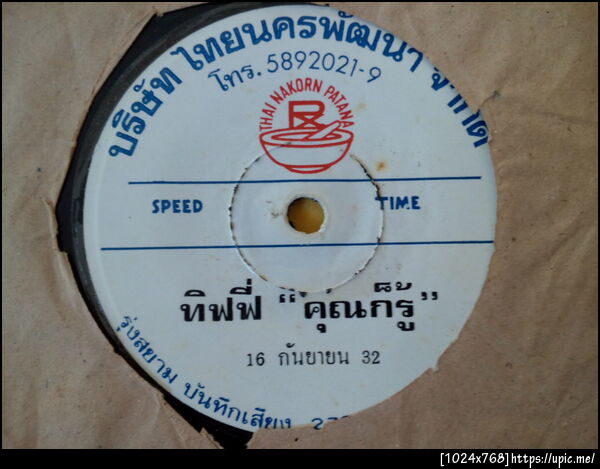 บริษัท ไทยนครพัฒนา จำกัด
โทร. 5892021-9
THAI NAKORN PATANA
R
SPEED
TIME
ทิฟฟี่ "คุณก็รู้"
16 กันยายน 32
รุ่งสยาม บันทึกเสียง
[1024x768]https://upic.me/